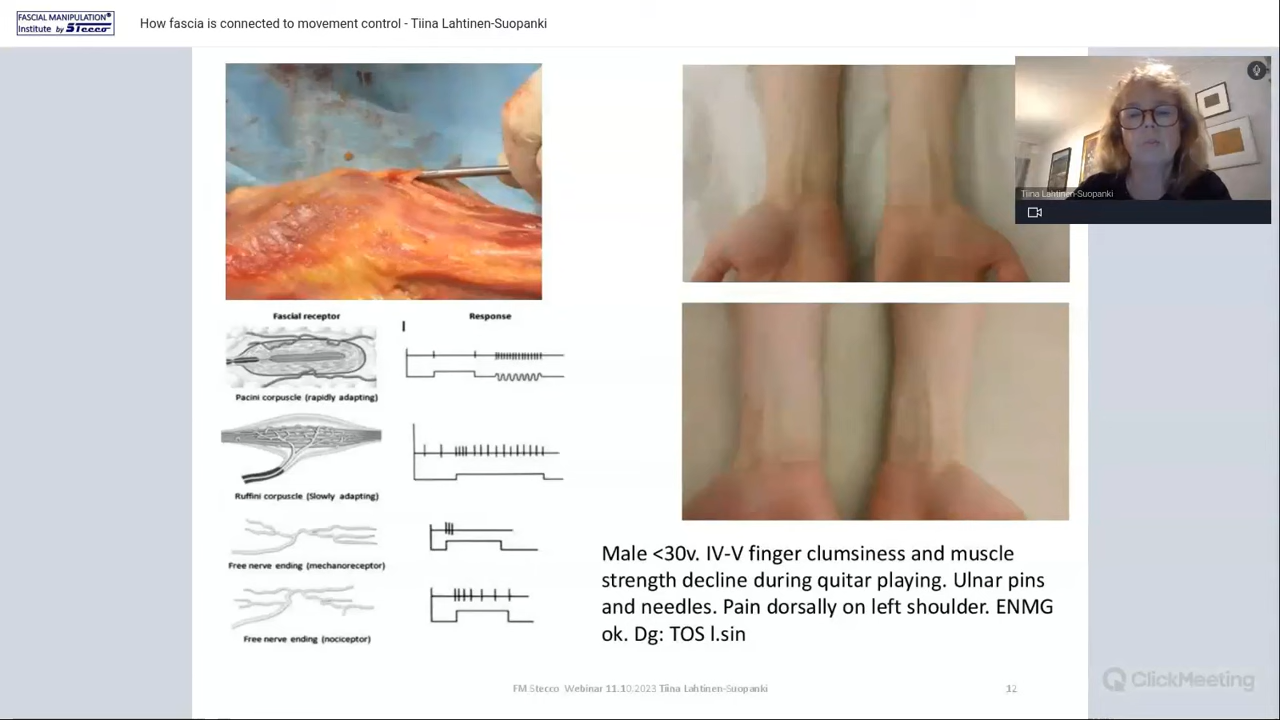 FASCIAL MANIPULATION®
Institute by Stecco
How fascia is connected to movement control - Tiina Lahtinen-Suopanki
Tiina Lahtinen-Suopanki
Fascial receptor
Response
I
Pacini corpuscle (rapidly adapting)
Ruffini corpuscle (Slowly adapting)
Free nerve ending (mechanoreceptor)
Free nerve ending (nociceptor)
Male <30v. IV-V finger clumsiness and muscle
strength decline during quitar playing. Ulnar pins
and needles. Pain dorsally on left shoulder. ENMG
ok. Dg: TOS l.sin
FM Stecco Webinar 11.10.2023 Tiina Lahtinen-Suopanki
12
ClickMeeting